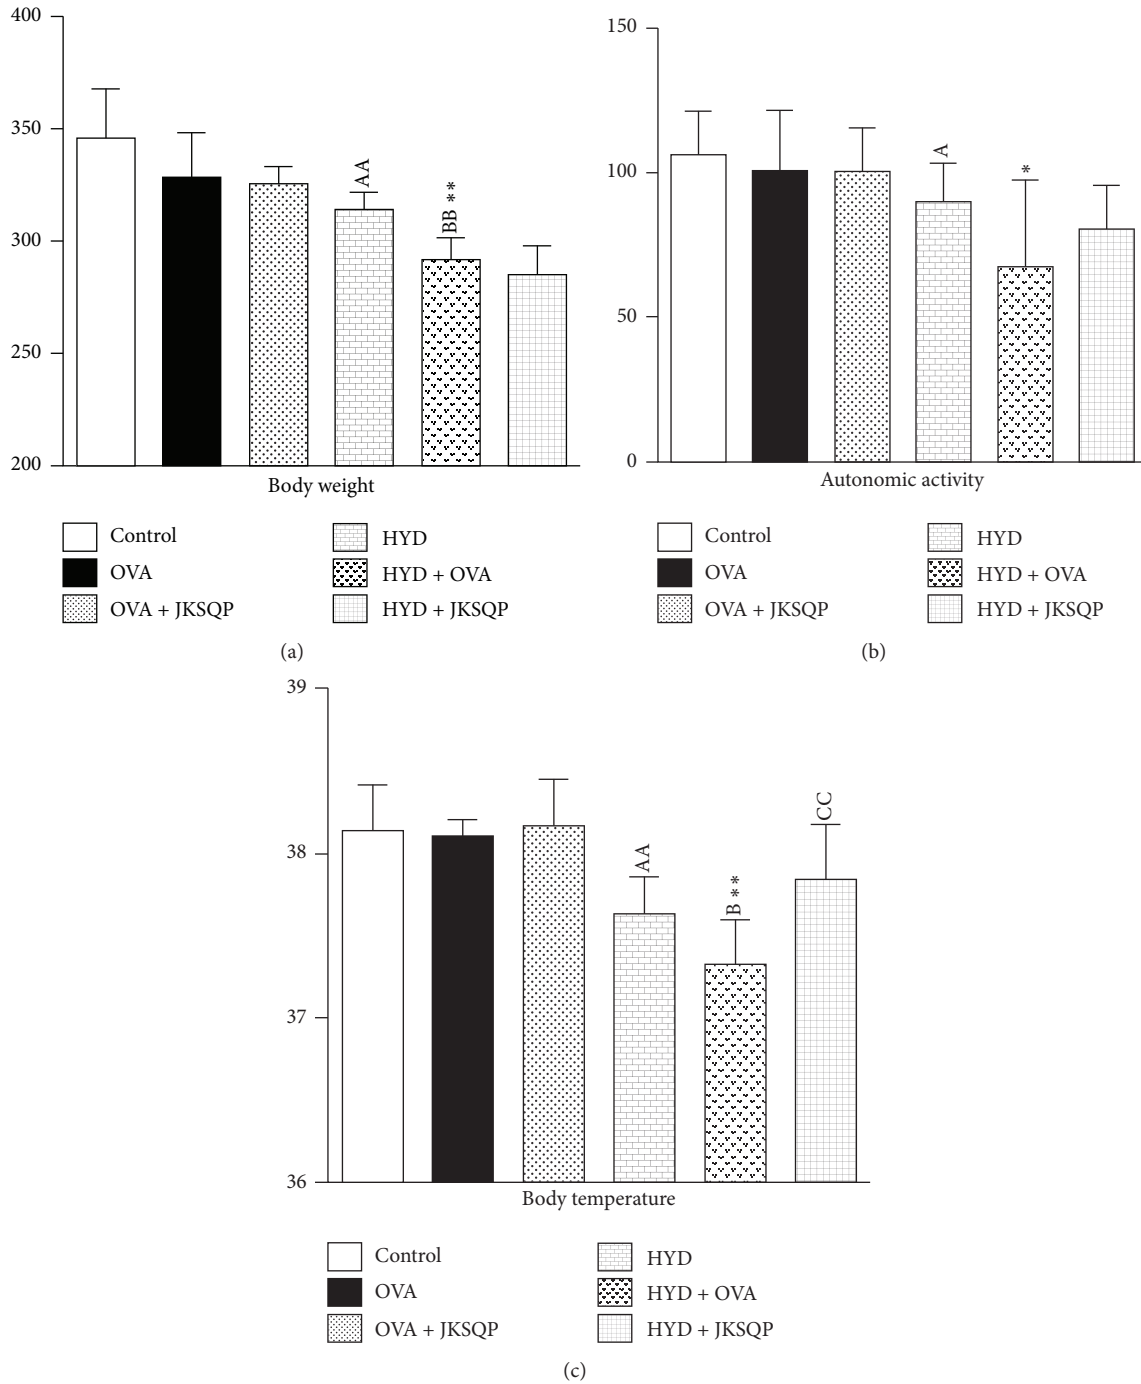 400
350
300
250
200
AA
BB **
Body weight
Control
OVA
OVA + JKSQP
HYD
HYD + OVA
HYD + JKSQP
(a)
150
100
50
0
A
*
Autonomic activity
Control
OVA
OVA + JKSQP
HYD
HYD + OVA
HYD + JKSQP
(b)
39
38
37
36
AA
B **
CC
Body temperature
Control
OVA
OVA + JKSQP
HYD
HYD + OVA
HYD + JKSQP
(c)